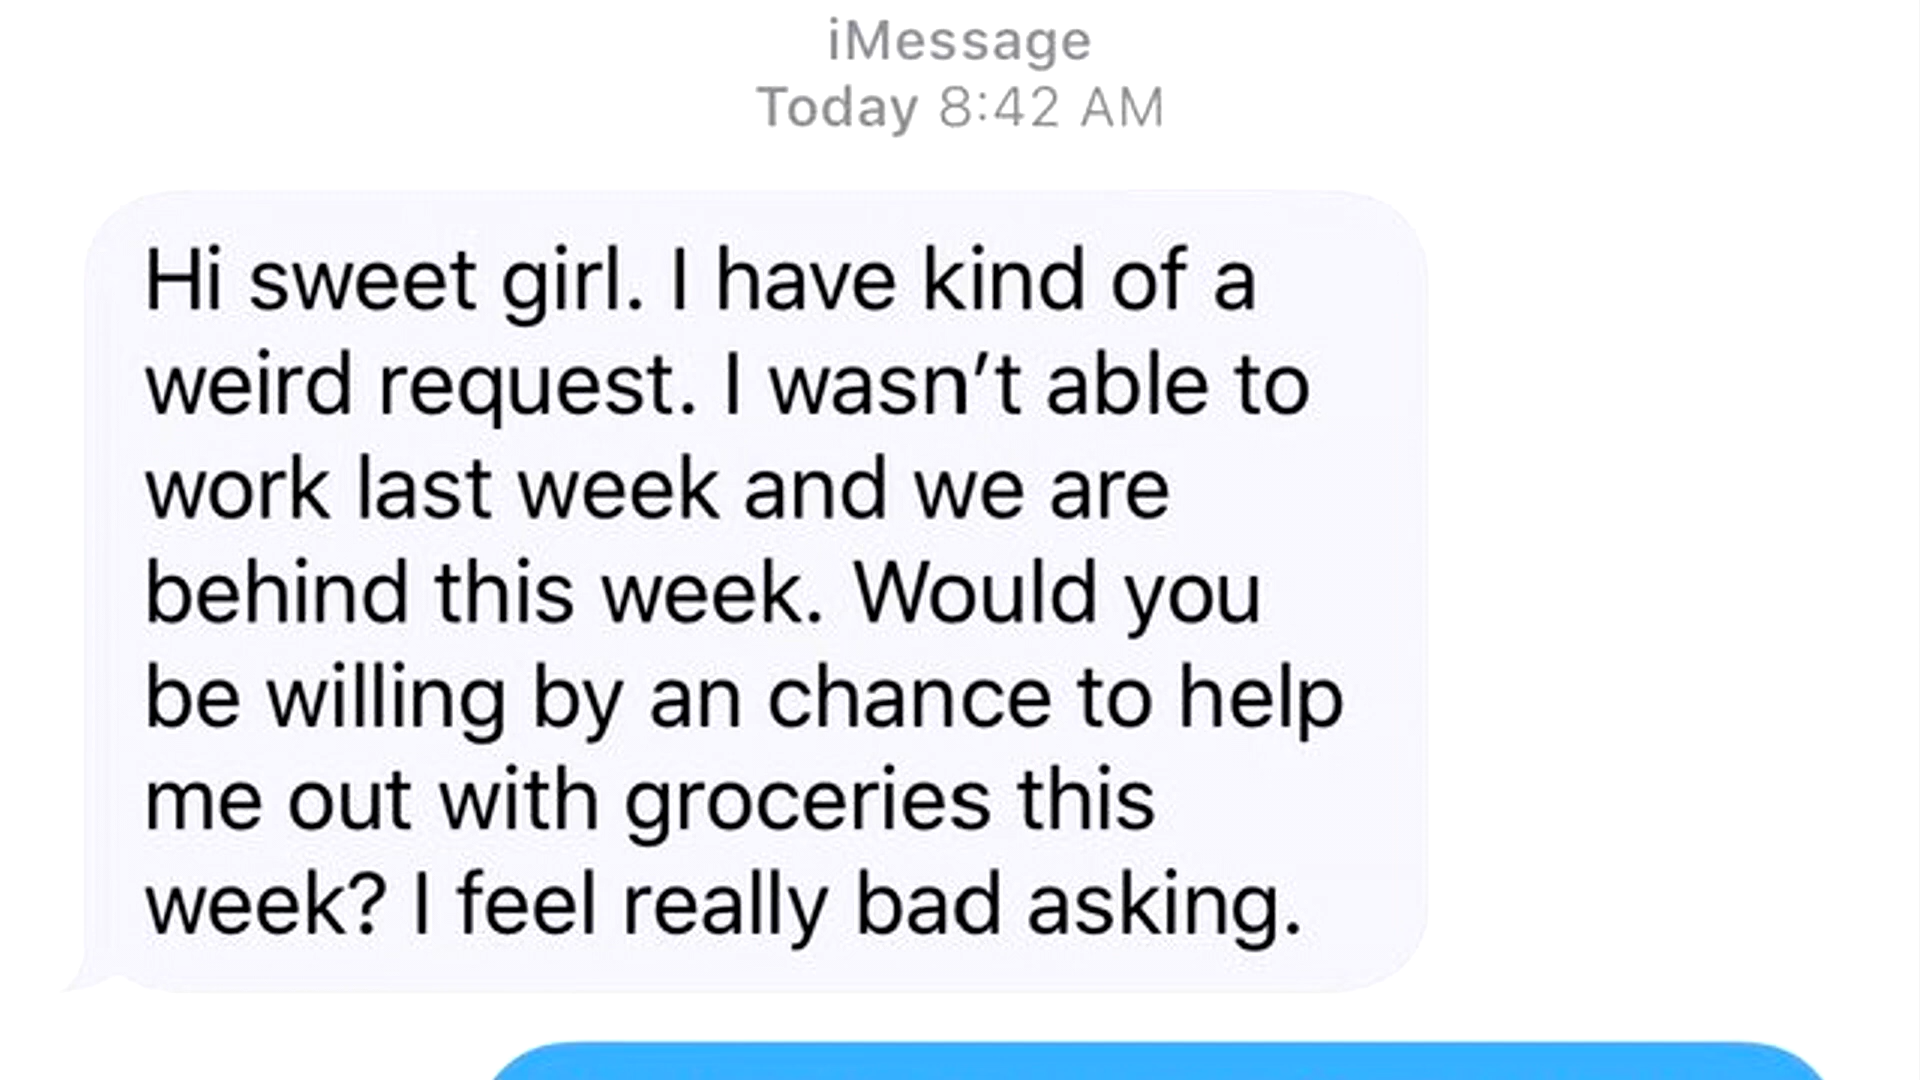 iMessage
Today 8:42 AM
Hi sweet girl. I have kind of a
weird request. I wasn’t able to
work last week and we are
behind this week. Would you
be willing by an chance to help
me out with groceries this
week? I feel really bad asking.